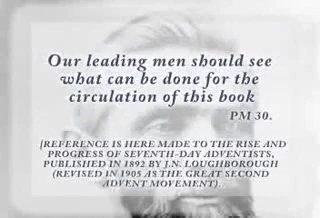 Our leading men should see
what can be done for the
circulation of this book
PM 30.
[REFERENCE IS HERE MADE TO THE RISE AND
PROGRESS OF SEVENTH-DAY ADVENTISTS,
PUBLISHED IN 1892 BY J.N. LOUGHBOROUGH
(REVISED IN 1905 AS THE GREAT SECOND
ADVENT MOVEMENT).